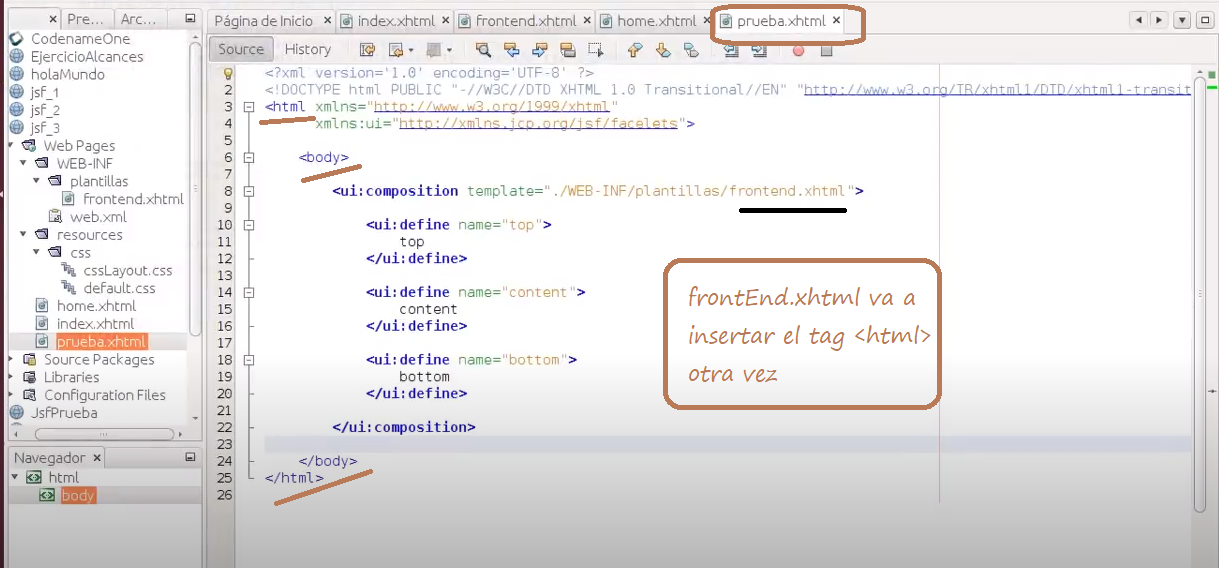 Pre... Arc...
CodenameOne
EjercicioAlcances
holaMundo
jsf_1
jsf_2
jsf_3
Web Pages
WEB-INF
plantillas
frontend.xhtml
web.xml
resources
css
cssLayout.css
default.css
home.xhtml
index.xhtml
prueba.xhtml
Source Packages
Libraries
Configuration Files
JsfPrueba
Navegador
html
body
Página de Inicio index.xhtml frontend.xhtml home.xhtml prueba.xhtml
Source History
1 <?xml version='1.0' encoding='UTF-8' ?>
2 <!DOCTYPE html PUBLIC "-//W3C//DTD XHTML 1.0 Transitional//EN" "http://www.w3.org/TR/xhtml1/DTD/xhtml1-transit
3 <html xmlns="http://www.w3.org/1999/xhtml"
4 xmlns:ui="http://xmlns.jcp.org/jsf/facelets">
5
6 <body>
7
8 <ui:composition template="./WEB-INF/plantillas/frontend.xhtml">
9
10 <ui:define name="top">
11 top
12 </ui:define>
13
14 <ui:define name="content">
15 content
16 </ui:define>
17
18 <ui:define name="bottom">
19 bottom
20 </ui:define>
21
22 </ui:composition>
23
24 </body>
25 </html>
26
frontEnd.xhtml va a
insertar el tag <html>
otra vez